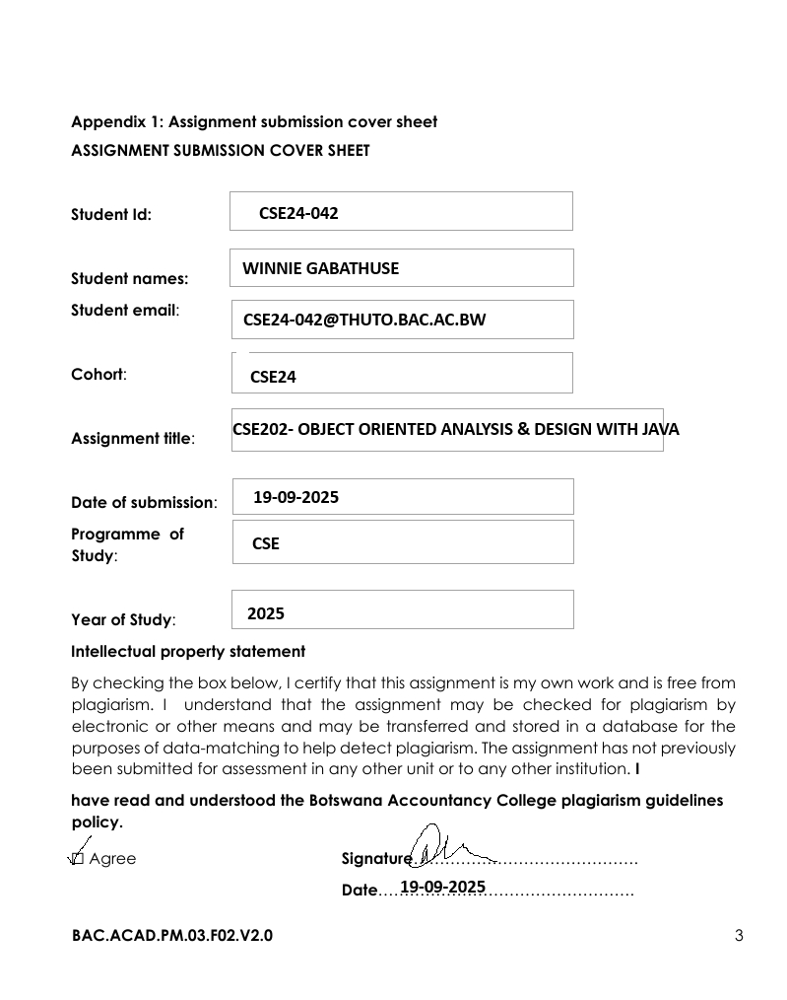 Appendix 1: Assignment submission cover sheet
ASSIGNMENT SUBMISSION COVER SHEET
Student Id: CSE24-042
Student names: WINNIE GABATHUSE
Student email: CSE24-042@THUTO.BAC.AC.BW
Cohort: CSE24
Assignment title: CSE202- OBJECT ORIENTED ANALYSIS & DESIGN WITH JAVA
Date of submission: 19-09-2025
Programme of
Study: CSE
Year of Study: 2025
Intellectual property statement
By checking the box below, I certify that this assignment is my own work and is free from
plagiarism. I understand that the assignment may be checked for plagiarism by
electronic or other means and may be transferred and stored in a database for the
purposes of data-matching to help detect plagiarism. The assignment has not previously
been submitted for assessment in any other unit or to any other institution. I
have read and understood the Botswana Accountancy College plagiarism guidelines
policy.
☐ Agree Signature……………………………………….
Date….19-09-2025…………………………
BAC.ACAD.PM.03.F02.V2.0 3